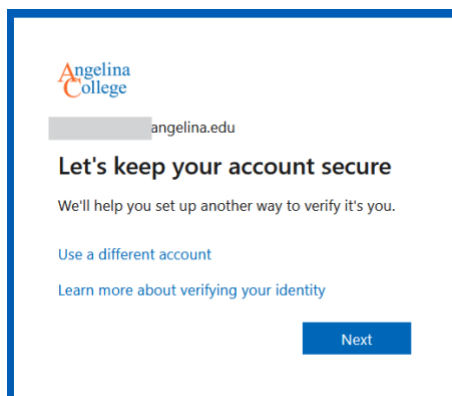 Angelina
College
angelina.edu
Let's keep your account secure
We'll help you set up another way to verify it's you.
Use a different account
Learn more about verifying your identity
Next